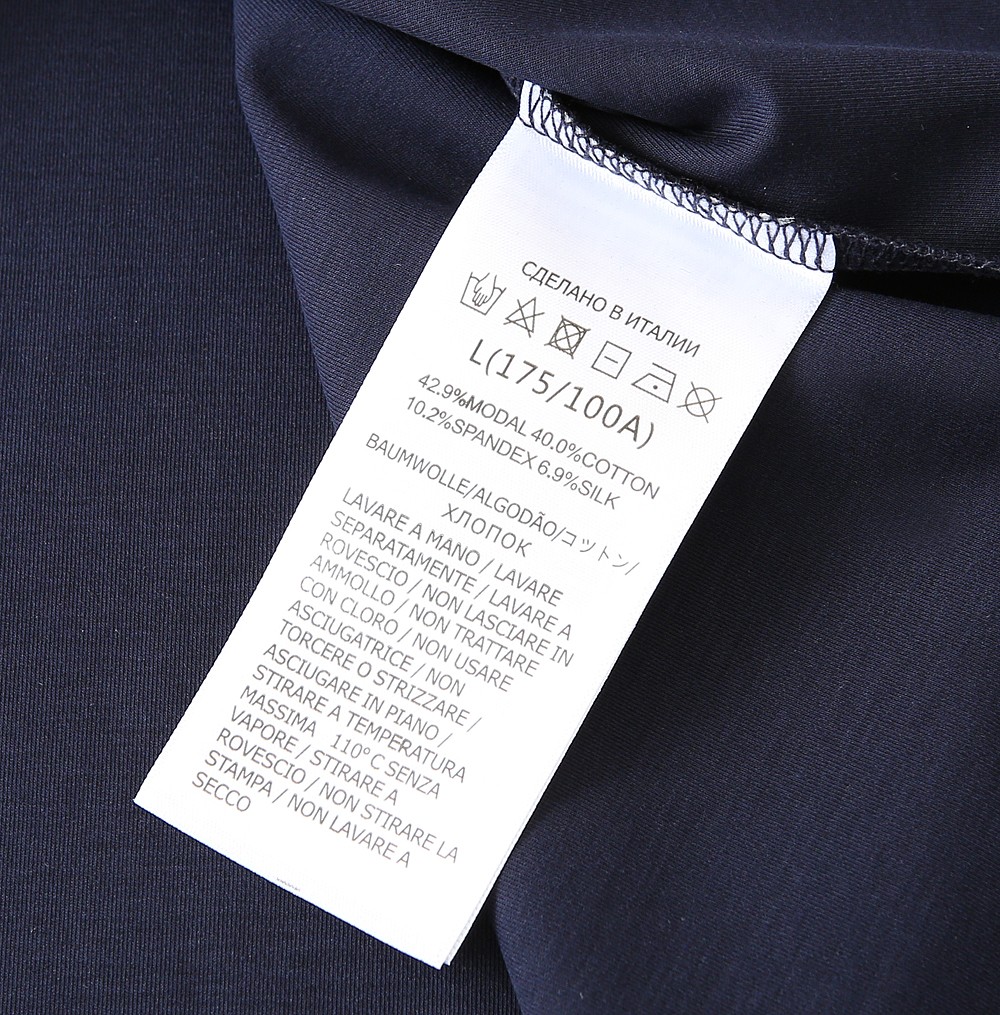 СДЕЛАНО В ИТАЛИИ
L(175/100A)
42.9%MODAL 40.0%COTTON
10.2%SPANDEX 6.9%SILK
BAUMWOLLE/ALGODÃO/コットン/
ХЛОПОК
LAVARE A MANO / LAVARE
SEPARATAMENTE / LAVARE A
ROVESCIO / NON LASCIARE IN
AMMOLLO / NON TRATTARE
CON CLORO / NON USARE
ASCIUGATRICE / NON
TORCERE O STRIZZARE /
ASCIUGARE IN PIANO /
STIRARE A TEMPERATURA
MASSIMA 110°C SENZA
VAPORE / STIRARE A
ROVESCIO / NON STIRARE LA
STAMPA / NON LAVARE A
SECCO